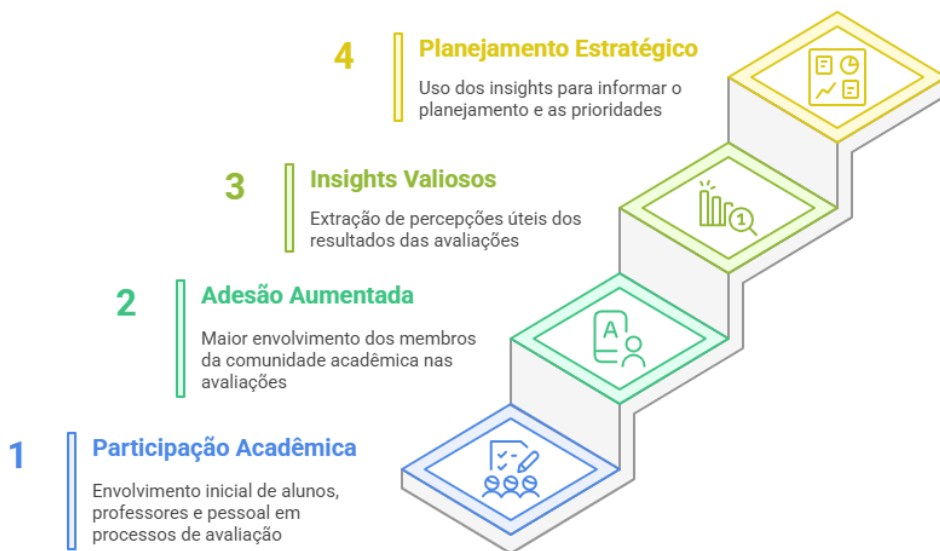 4
Planejamento Estratégico
Uso dos insights para informar o
planejamento e as prioridades
3
Insights Valiosos
Extração de percepções úteis dos
resultados das avaliações
1
2
Adesão Aumentada
Maior envolvimento dos membros
da comunidade acadêmica nas
avaliações
A
1
Participação Acadêmica
Envolvimento inicial de alunos,
professores e pessoal em
processos de avaliação